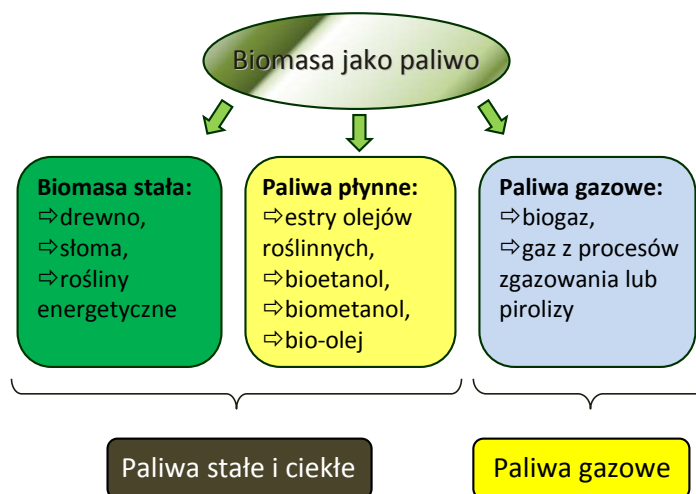 Biomasa jako paliwo
Biomasa stała:
⇨drewno,
⇨słoma,
⇨rośliny
energetyczne
Paliwa płynne:
⇨estry olejów
roślinnych,
⇨bioetanol,
⇨biometanol,
⇨bio-olej
Paliwa gazowe:
⇨biogaz,
⇨gaz z procesów
zgazowania lub
pirolizy
Paliwa stałe i ciekłe
Paliwa gazowe